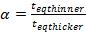 α = t_eqthinner / t_eqthicker